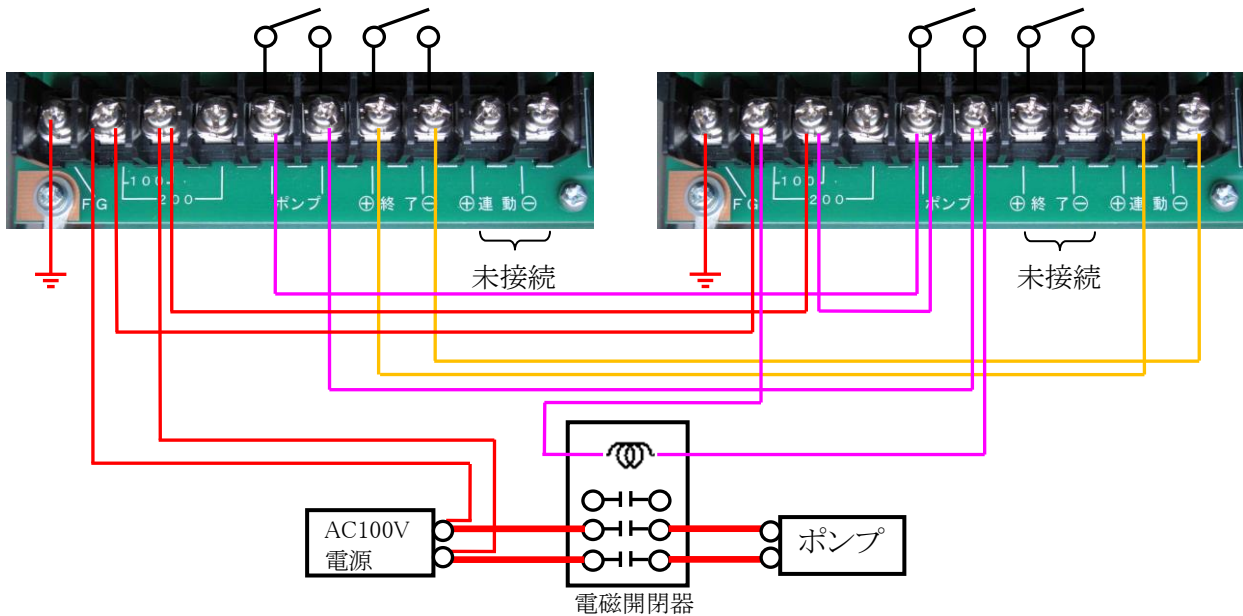 FG
100
200
ポンプ
⊕終 了⊖
⊕連 動⊖
未接続
FG
100
200
ポンプ
⊕終 了⊖
⊕連 動⊖
未接続
AC100V
電源
ポンプ
電磁開閉器